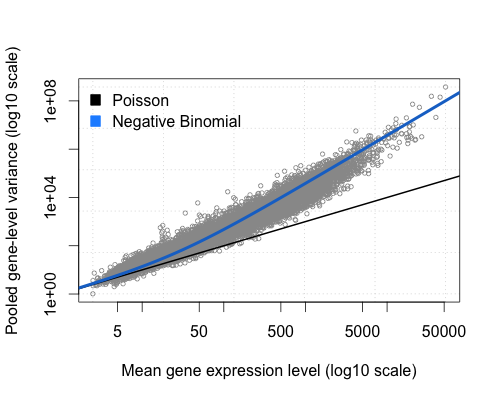 Pooled gene-level variance (log10 scale)
1e+08
1e+04
1e+00
Poisson
Negative Binomial
5 50 500 5000 50000
Mean gene expression level (log10 scale)